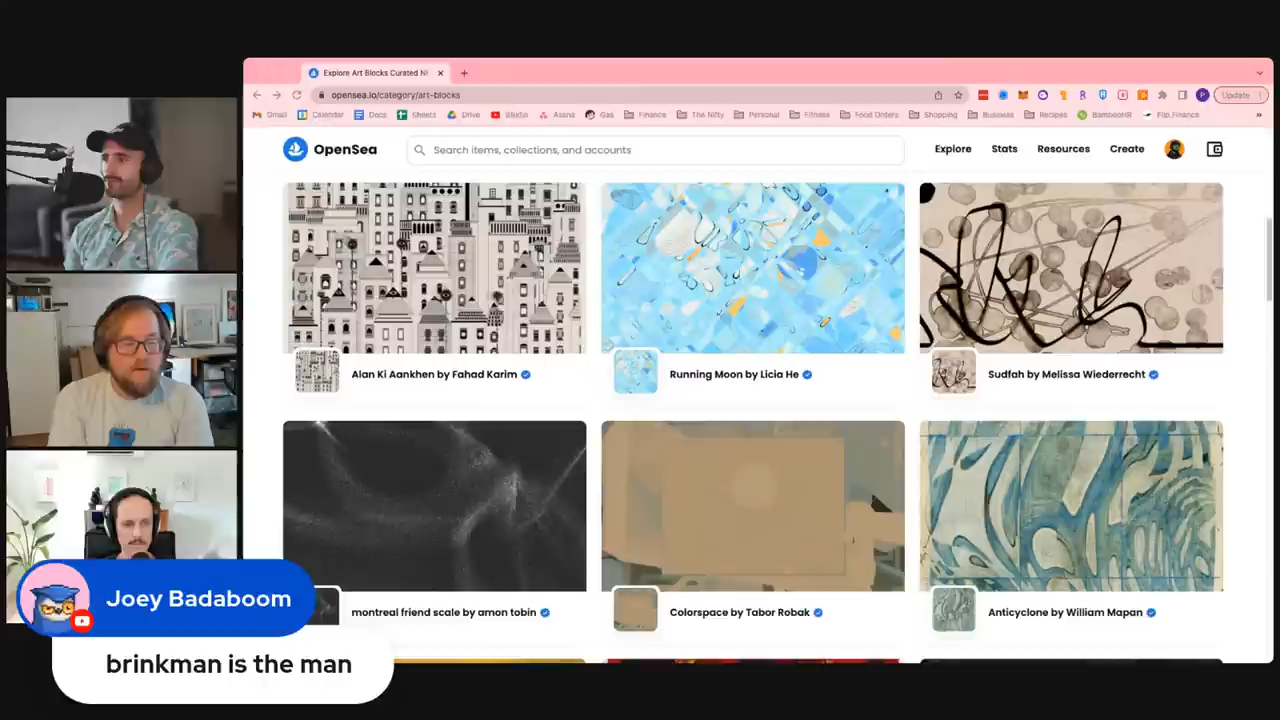 Explore Art Blocks Curated NF
opensea.io/category/art-blocks
Update
Gmail
Calendar
Docs
Sheets
Drive
Studio
Asana
Gas
Finance
The Nifty
Personal
Fitness
Food Orders
Shopping
Business
Recipes
BambooHR
Flip.Finance
OpenSea
Search items, collections, and accounts
Explore
Stats
Resources
Create
Alan Ki Aankhen by Fahad Karim
Running Moon by Licia He
Sudfah by Melissa Wiederrecht
montreal friend scale by amon tobin
Colorspace by Tabor Robak
Anticyclone by William Mapan
Joey Badaboom
brinkman is the man